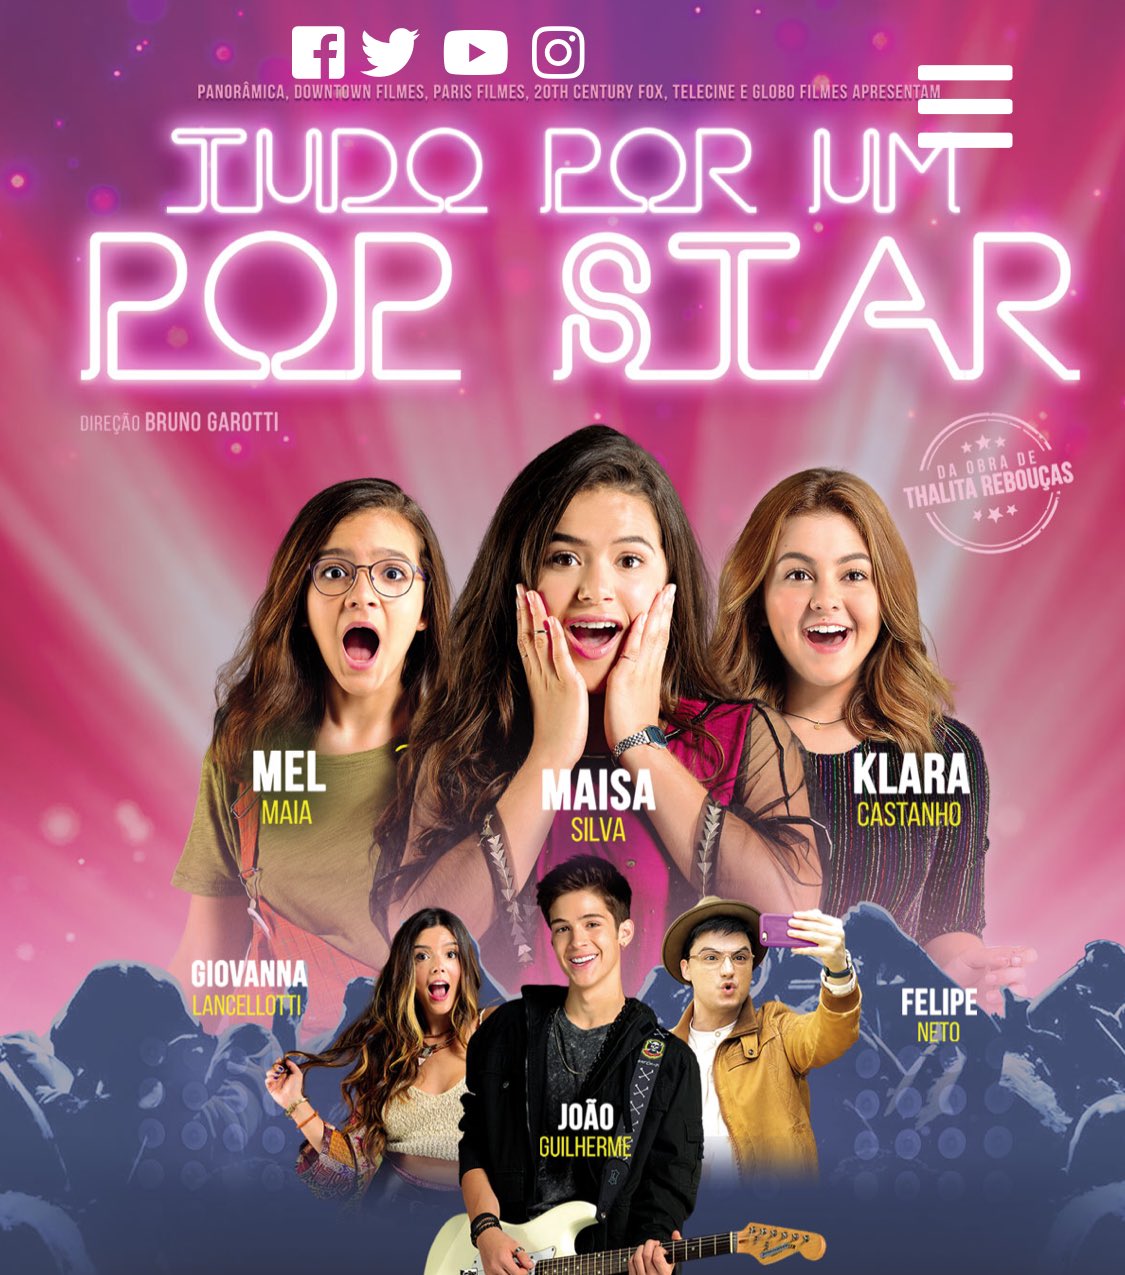 PANORÂMICA, DOWNTOWN FILMES, PARIS FILMES, 20TH CENTURY FOX, TELECINE E GLOBO FILMES APRESENTAM
TUDO POR UM
POP STAR
DIREÇÃO BRUNO GAROTTI
DA OBRA DE
THALITA REBOUÇAS
MEL
MAIA
MAISA
SILVA
KLARA
CASTANHO
GIOVANNA
LANCELLOTTI
JOÃO
GUILHERME
FELIPE
NETO